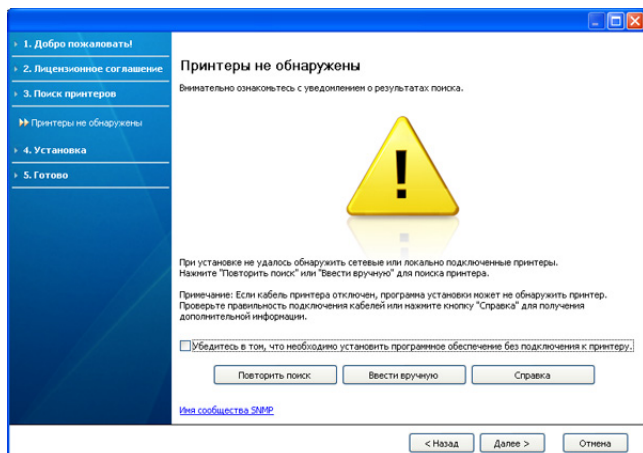 1. Добро пожаловать!
2. Лицензионное соглашение
3. Поиск принтеров
Принтеры не обнаружены
4. Установка
5. Готово
Принтеры не обнаружены
Внимательно ознакомьтесь с уведомлением о результатах поиска.
При установке не удалось обнаружить сетевые или локально подключенные принтеры.
Нажмите "Повторить поиск" или "Ввести вручную" для поиска принтера.
Примечание: Если кабель принтера отключен, программа установки может не обнаружить принтер.
Проверьте правильность подключения кабелей или нажмите кнопку "Справка" для получения
дополнительной информации.
Убедитесь в том, что необходимо установить программное обеспечение без подключения к принтеру.
Повторить поиск
Ввести вручную
Справка
Имя сообщества SNMP
< Назад
Далее >
Отмена